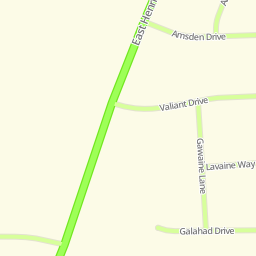 East Henn
Amsden Drive
A
Valiant Drive
Gawaine Lane
Lavaine Way
Galahad Drive